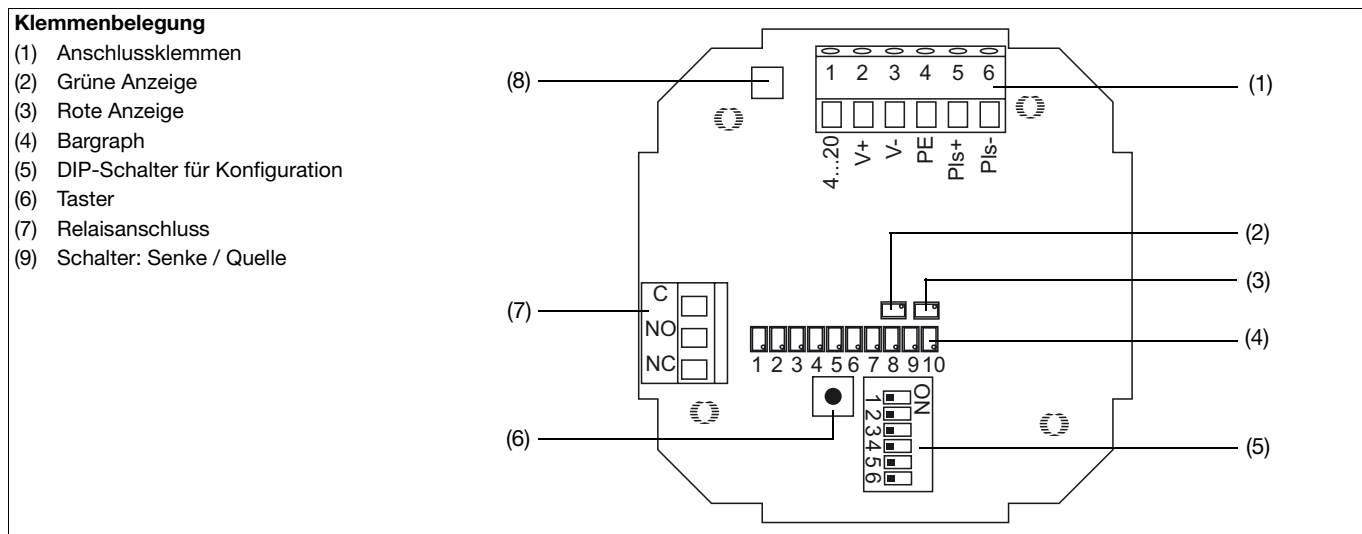 Klemmenbelegung
(1) Anschlussklemmen
(2) Grüne Anzeige
(3) Rote Anzeige
(4) Bargraph
(5) DIP-Schalter für Konfiguration
(6) Taster
(7) Relaisanschluss
(9) Schalter: Senke / Quelle
(8)
1 2 3 4 5 6
(1)
4...20 V+ V- PE Pls+ Pls-
(2)
(3)
(7)
C
NO
NC
(4)
1 2 3 4 5 6 7 8 9 10
(6)
ON
1 2 3 4 5 6
(5)